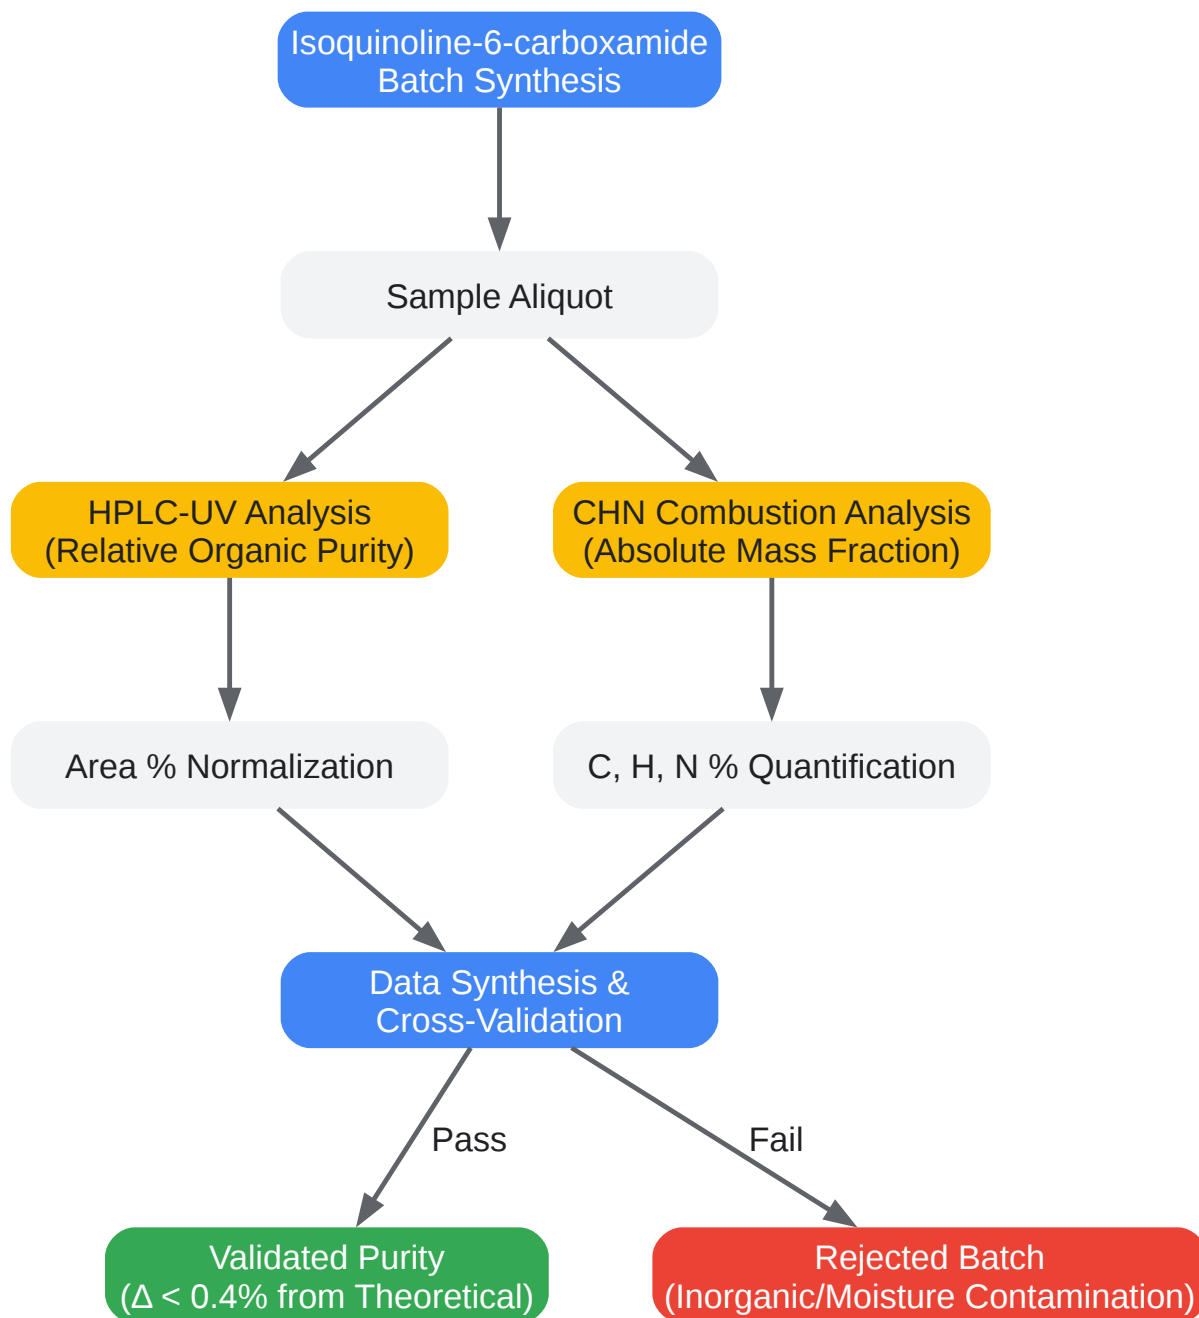 Isoquinoline-6-carboxamide
Batch Synthesis
Sample Aliquot
HPLC-UV Analysis
(Relative Organic Purity)
CHN Combustion Analysis
(Absolute Mass Fraction)
Area % Normalization
C, H, N % Quantification
Data Synthesis &
Cross-Validation
Pass
Fail
Validated Purity
(Δ < 0.4% from Theoretical)
Rejected Batch
(Inorganic/Moisture Contamination)